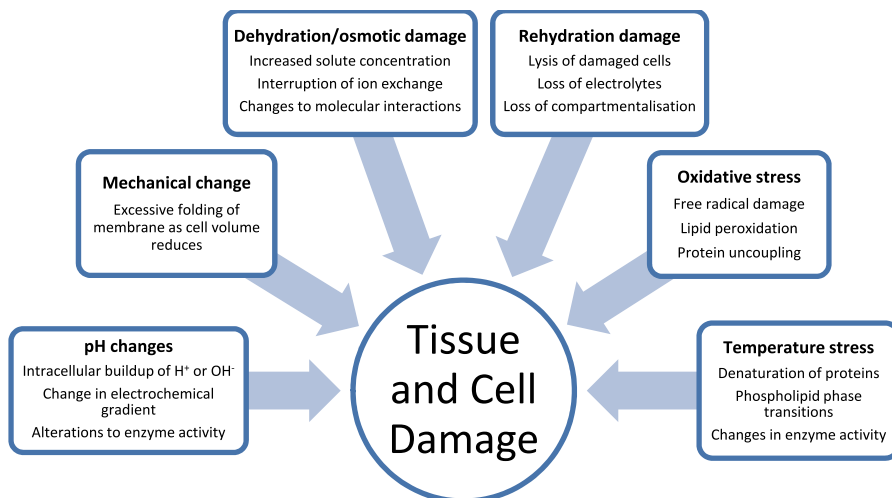 Dehydration/osmotic damage
Increased solute concentration
Interruption of ion exchange
Changes to molecular interactions
Rehydration damage
Lysis of damaged cells
Loss of electrolytes
Loss of compartmentalisation
Mechanical change
Excessive folding of
membrane as cell volume
reduces
Oxidative stress
Free radical damage
Lipid peroxidation
Protein uncoupling
pH changes
Intracellular buildup of H⁺ or OH⁻
Change in electrochemical
gradient
Alterations to enzyme activity
Tissue
and Cell
Damage
Temperature stress
Denaturation of proteins
Phospholipid phase
transitions
Changes in enzyme activity